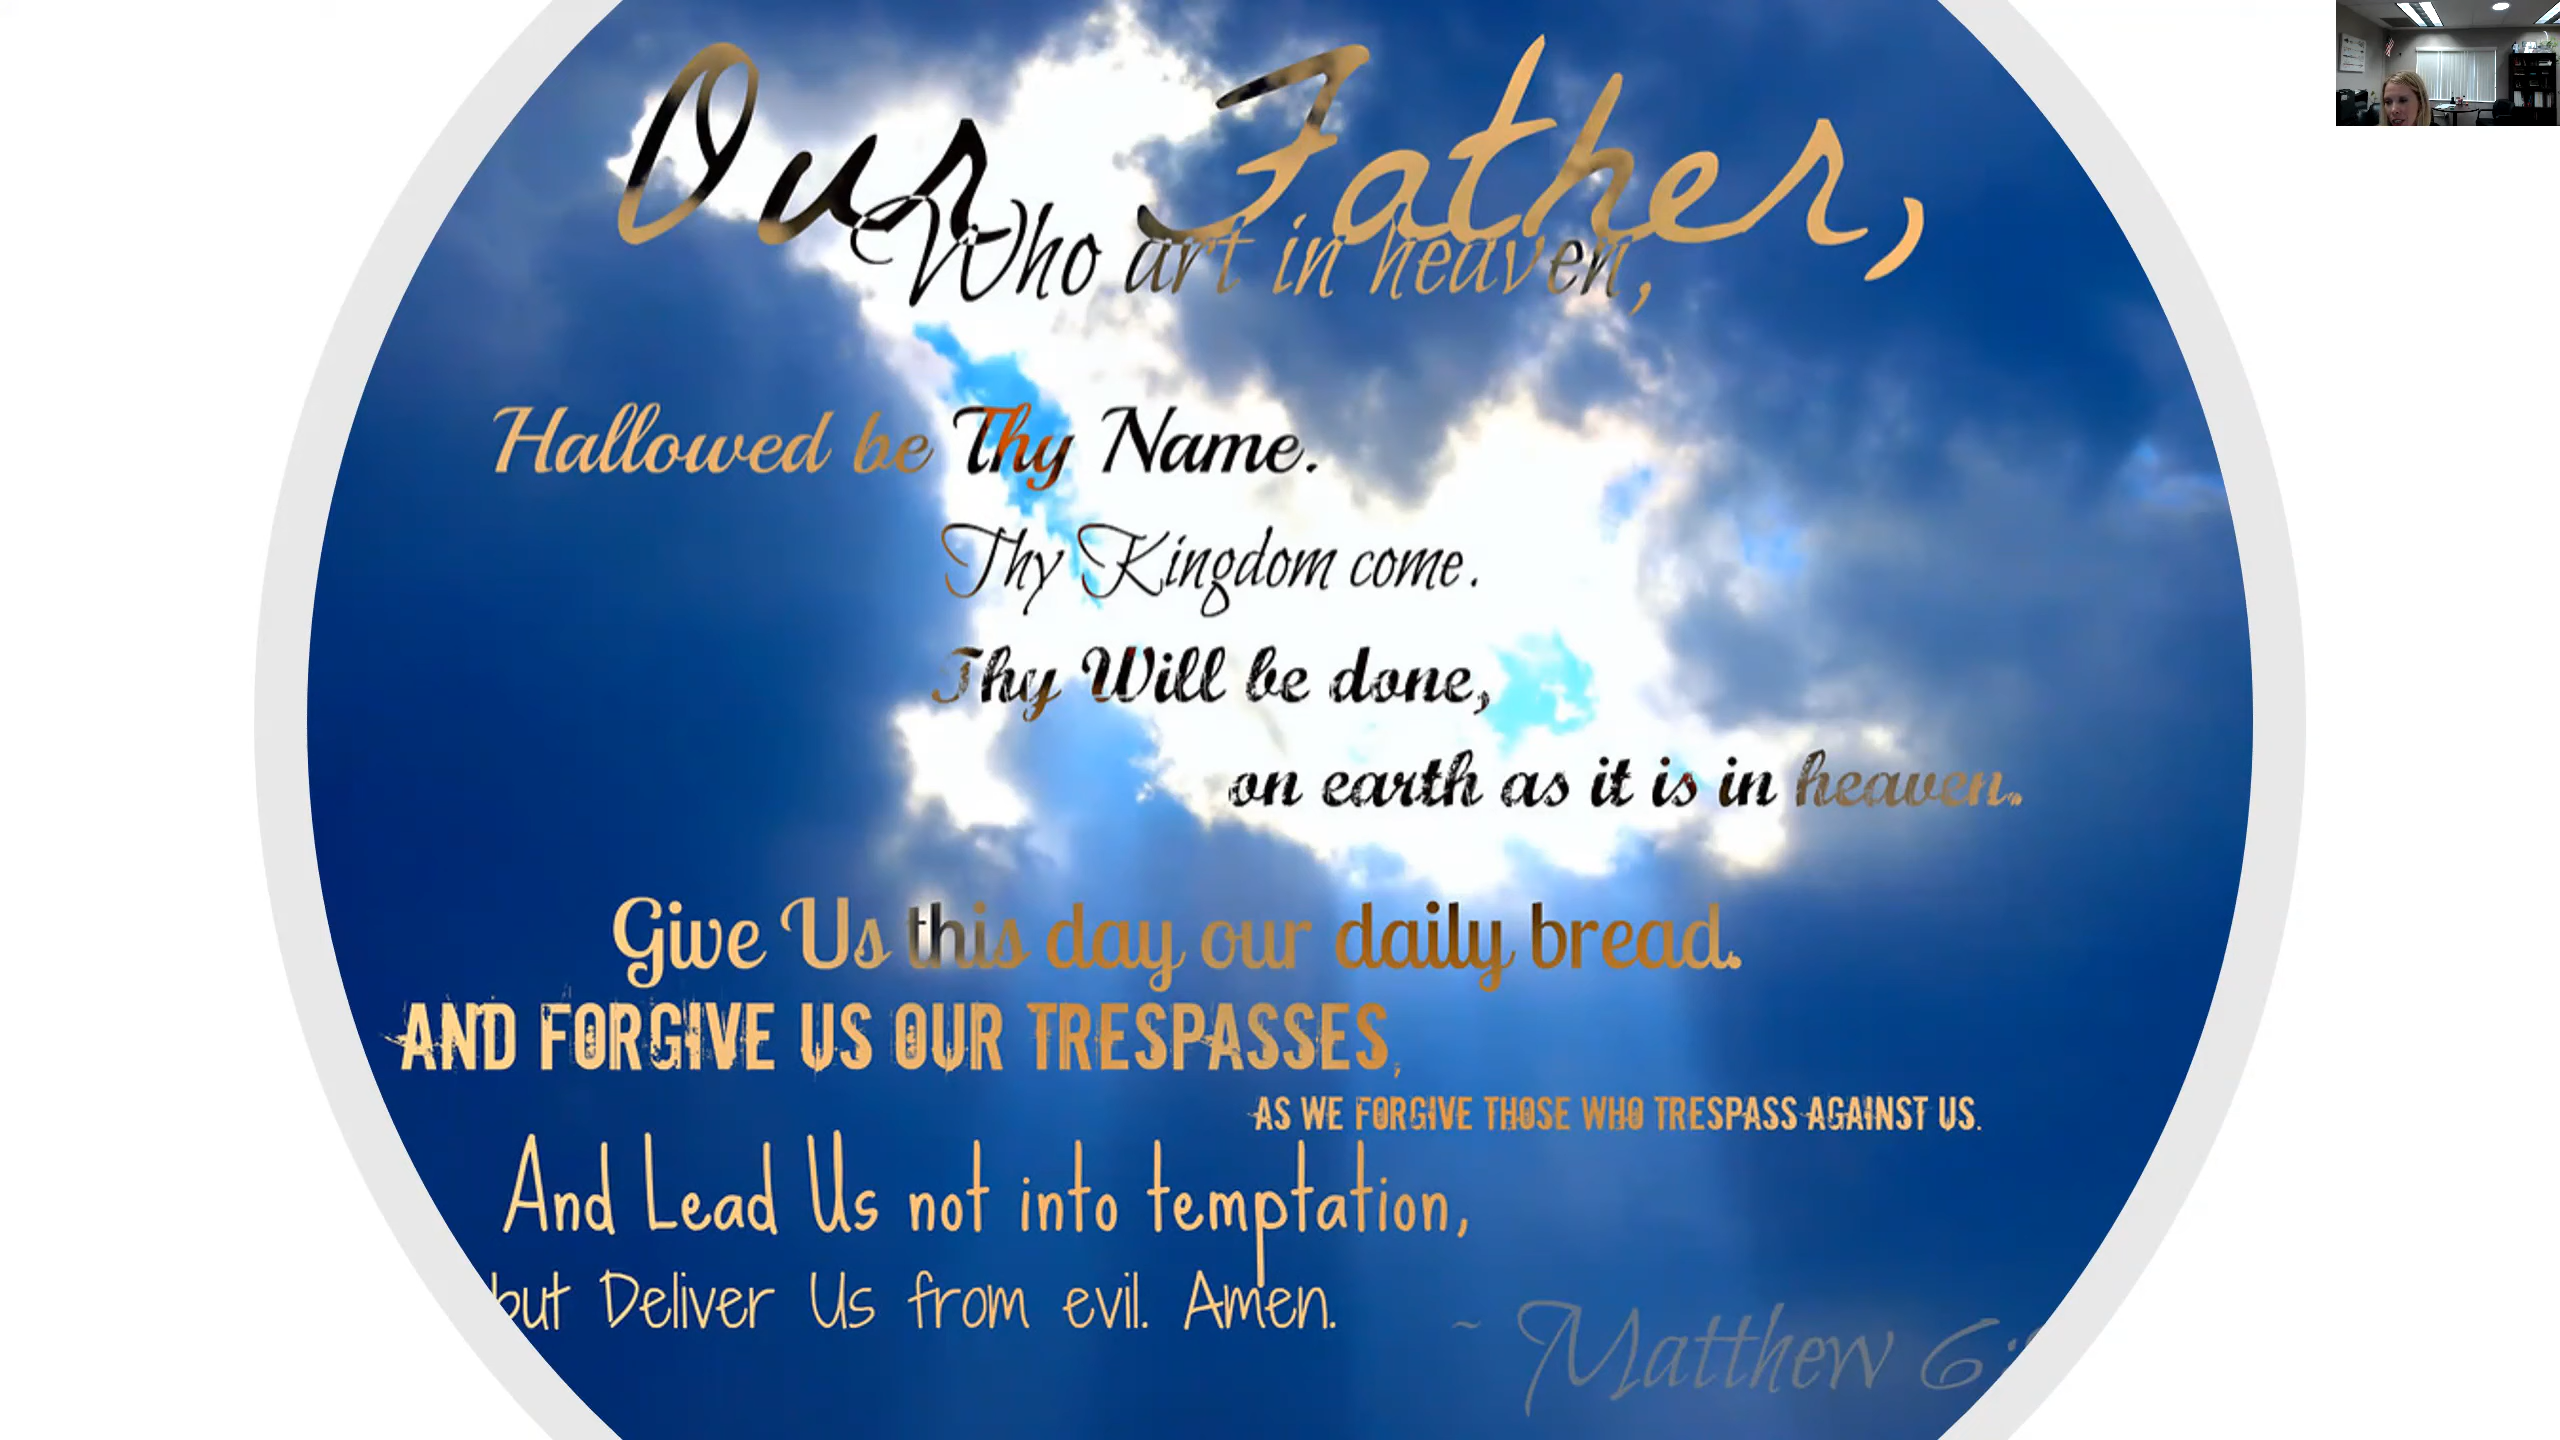 Our Father,
Who art in heaven,
Hallowed be Thy Name.
Thy Kingdom come.
Thy Will be done,
on earth as it is in heaven.
Give Us this day our daily bread.
AND FORGIVE US OUR TRESPASSES,
AS WE FORGIVE THOSE WHO TRESPASS AGAINST US.
And Lead Us not into temptation,
but Deliver Us from evil. Amen.
~ Matthew 6: